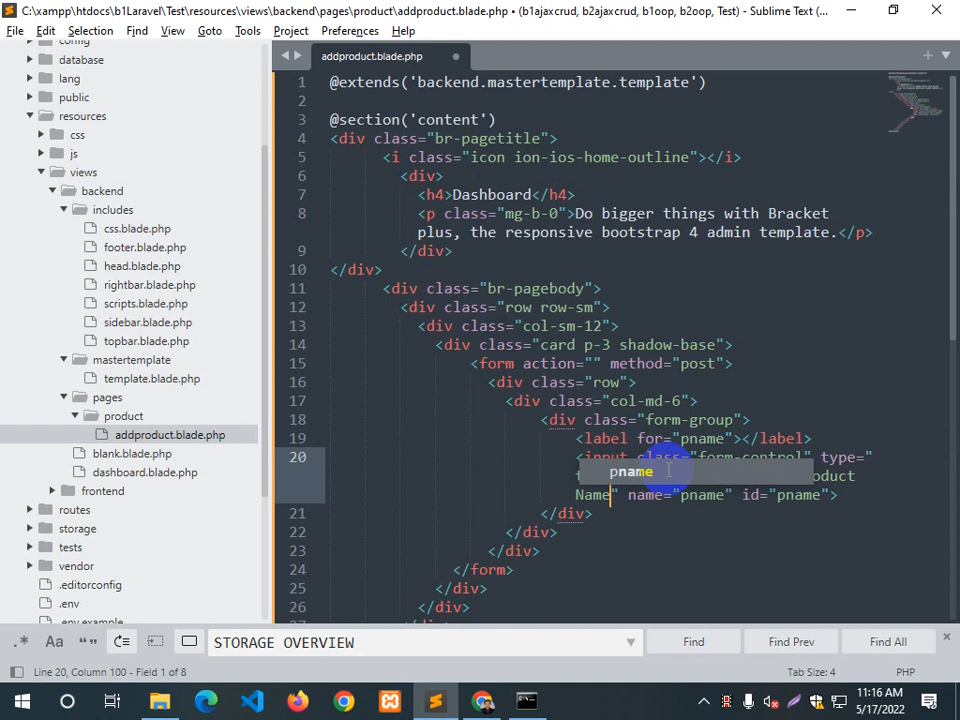 C:\xampp\htdocs\b1Laravel\Test\resources\views\backend\pages\product\addproduct.blade.php • (b1ajaxcrud, b2ajaxcrud, b1oop, b2oop, Test) - Sublime Text (...
File Edit Selection Find View Goto Tools Project Preferences Help
config
database
lang
public
resources
css
js
views
backend
includes
css.blade.php
footer.blade.php
head.blade.php
rightbar.blade.php
scripts.blade.php
sidebar.blade.php
topbar.blade.php
mastertemplate
template.blade.php
pages
product
addproduct.blade.php
blank.blade.php
dashboard.blade.php
frontend
routes
storage
tests
vendor
.editorconfig
.env
.env.example
addproduct.blade.php
1 @extends('backend.mastertemplate.template')
2
3 @section('content')
4 <div class="br-pagetitle">
5 <i class="icon ion-ios-home-outline"></i>
6 <div>
7 <h4>Dashboard</h4>
8 <p class="mg-b-0">Do bigger things with Bracket
plus, the responsive bootstrap 4 admin template.</p>
9 </div>
10 </div>
11 <div class="br-pagebody">
12 <div class="row row-sm">
13 <div class="col-sm-12">
14 <div class="card p-3 shadow-base">
15 <form action="" method="post">
16 <div class="row">
17 <div class="col-md-6">
18 <div class="form-group">
19 <label for="pname"></label>
20 <input class="form-control" type="
pname
oduct
Name" name="pname" id="pname">
21 </div>
22 </div>
23 </div>
24 </form>
25 </div>
26 </div>
.* Aa “” STORAGE OVERVIEW Find Find Prev Find All
Line 20, Column 100 - Field 1 of 8 Tab Size: 4 PHP
11:16 AM
5/17/2022